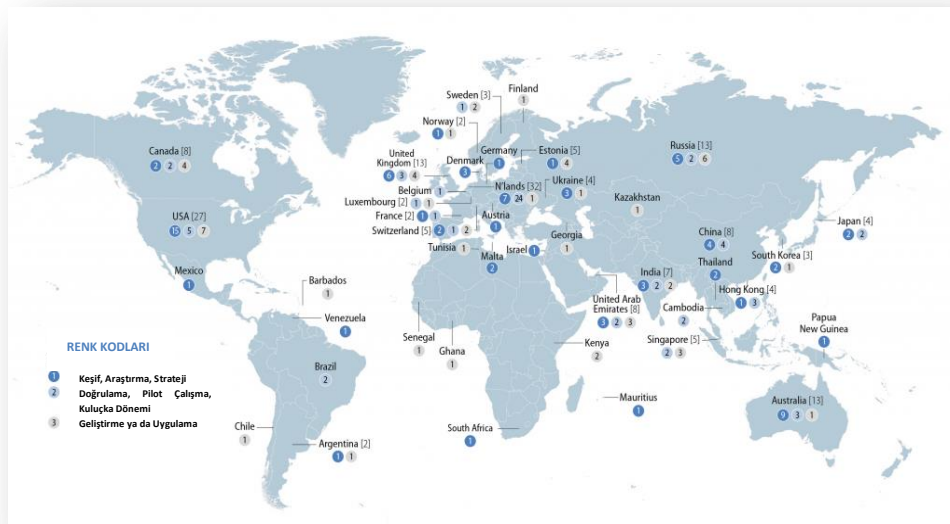 Finland
1
Sweden [3]
1 2
Norway [2]
1 1
Germany
1
Estonia [5]
1 4
Russia [13]
5 2 6
Canada [8]
2 2 4
United
Kingdom [13]
6 3 4
Denmark
3
Belgium 1
N'lands [32]
7 24 1
Ukraine [4]
3 1
Luxembourg [2] 1 1
Kazakhstan
1
France [2] 1 1
Austria
1
USA [27]
15 5 7
Switzerland [5] 2 1 2
Georgia
1
China [8]
4 4
Japan [4]
2 2
Tunisia 1
Malta
2
Israel 1
South Korea [3]
2 1
Thailand
2
Mexico
1
India [7]
3 2 2
Hong Kong [4]
1 3
Barbados
1
United Arab
Emirates [8]
3 2 3
Cambodia
2
Venezuela
1
Papua
New Guinea
1
Senegal
1
Ghana
1
Kenya
2
Singapore [5]
2 3
RENK KODLARI
1 Keşif, Araştırma, Strateji
2 Doğrulama, Pilot Çalışma,
Kuluçka Dönemi
3 Geliştirme ya da Uygulama
Brazil
2
Mauritius
1
Australia [13]
9 3 1
Chile
1
Argentina [2]
1 1
South Africa
1